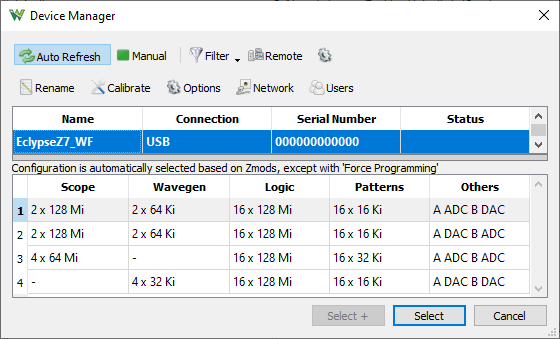 Device Manager
Auto Refresh Manual Filter Remote
Rename Calibrate Options Network Users
Name Connection Serial Number Status
EclypseZ7_WF USB 000000000000
Configuration is automatically selected based on Zmods, except with 'Force Programming'
Scope Wavegen Logic Patterns Others
1 2 x 128 Mi 2 x 64 Ki 16 x 128 Mi 16 x 16 Ki A ADC B DAC
2 2 x 128 Mi 2 x 64 Ki 16 x 128 Mi 16 x 16 Ki A DAC B ADC
3 4 x 64 Mi - 16 x 128 Mi 16 x 32 Ki A ADC B ADC
4 - 4 x 32 Ki 16 x 128 Mi 16 x 16 Ki A DAC B DAC
Select + Select Cancel